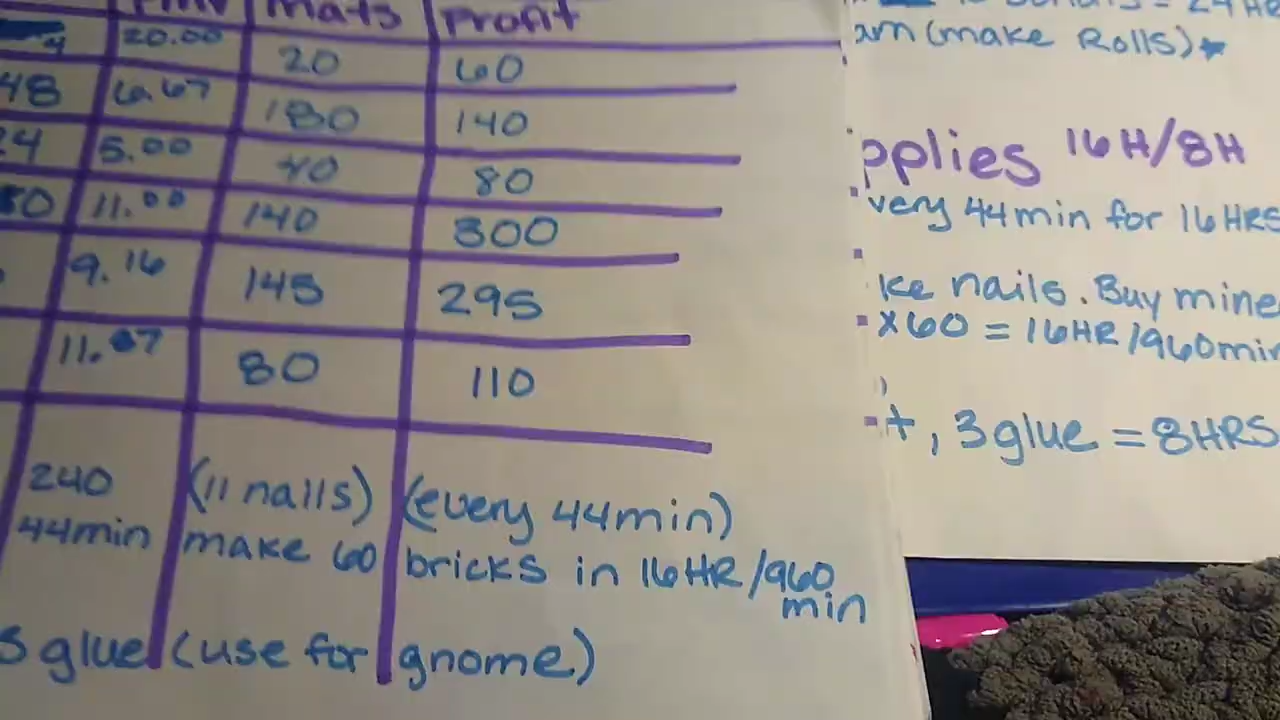 Mats Profit
20.00 20 60
48 6.67 180 140
24 5.00 40 80
80 11.00 140 300
9.16 145 295
11.67 80 110
240 (11 nails) (every 44min)
44min make 60 bricks in 16HR/960
min
glue (use for gnome)
(make Rolls)
pplies 16H/8H
very 44min for 16HRS
ke nails. Buy mine
x60 = 16HR/960min
, 3 glue = 8HRS